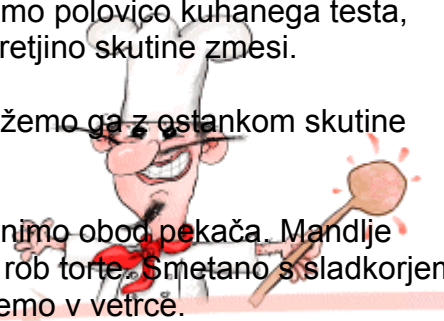 mo polovico kuhanega testa,
retjino skutine zmesi.
žemo ga z ostankom skutine
nimo obod pekača. Mandlje
rob torte. Smetano s sladkorjem
emo v vetrce.